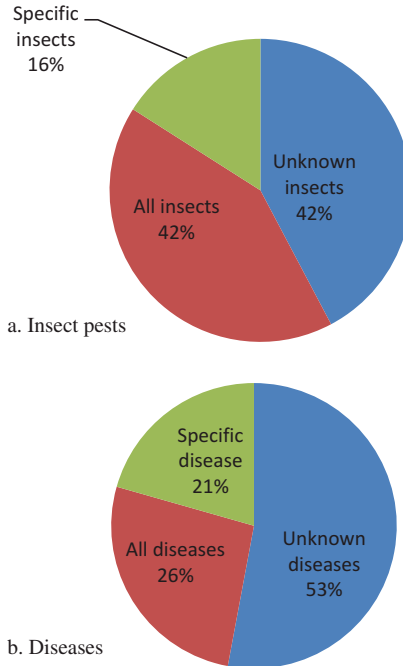 Specific
insects
16%
Unknown
insects
42%
All insects
42%
a. Insect pests
Specific
disease
21%
Unknown
diseases
53%
All diseases
26%
b. Diseases